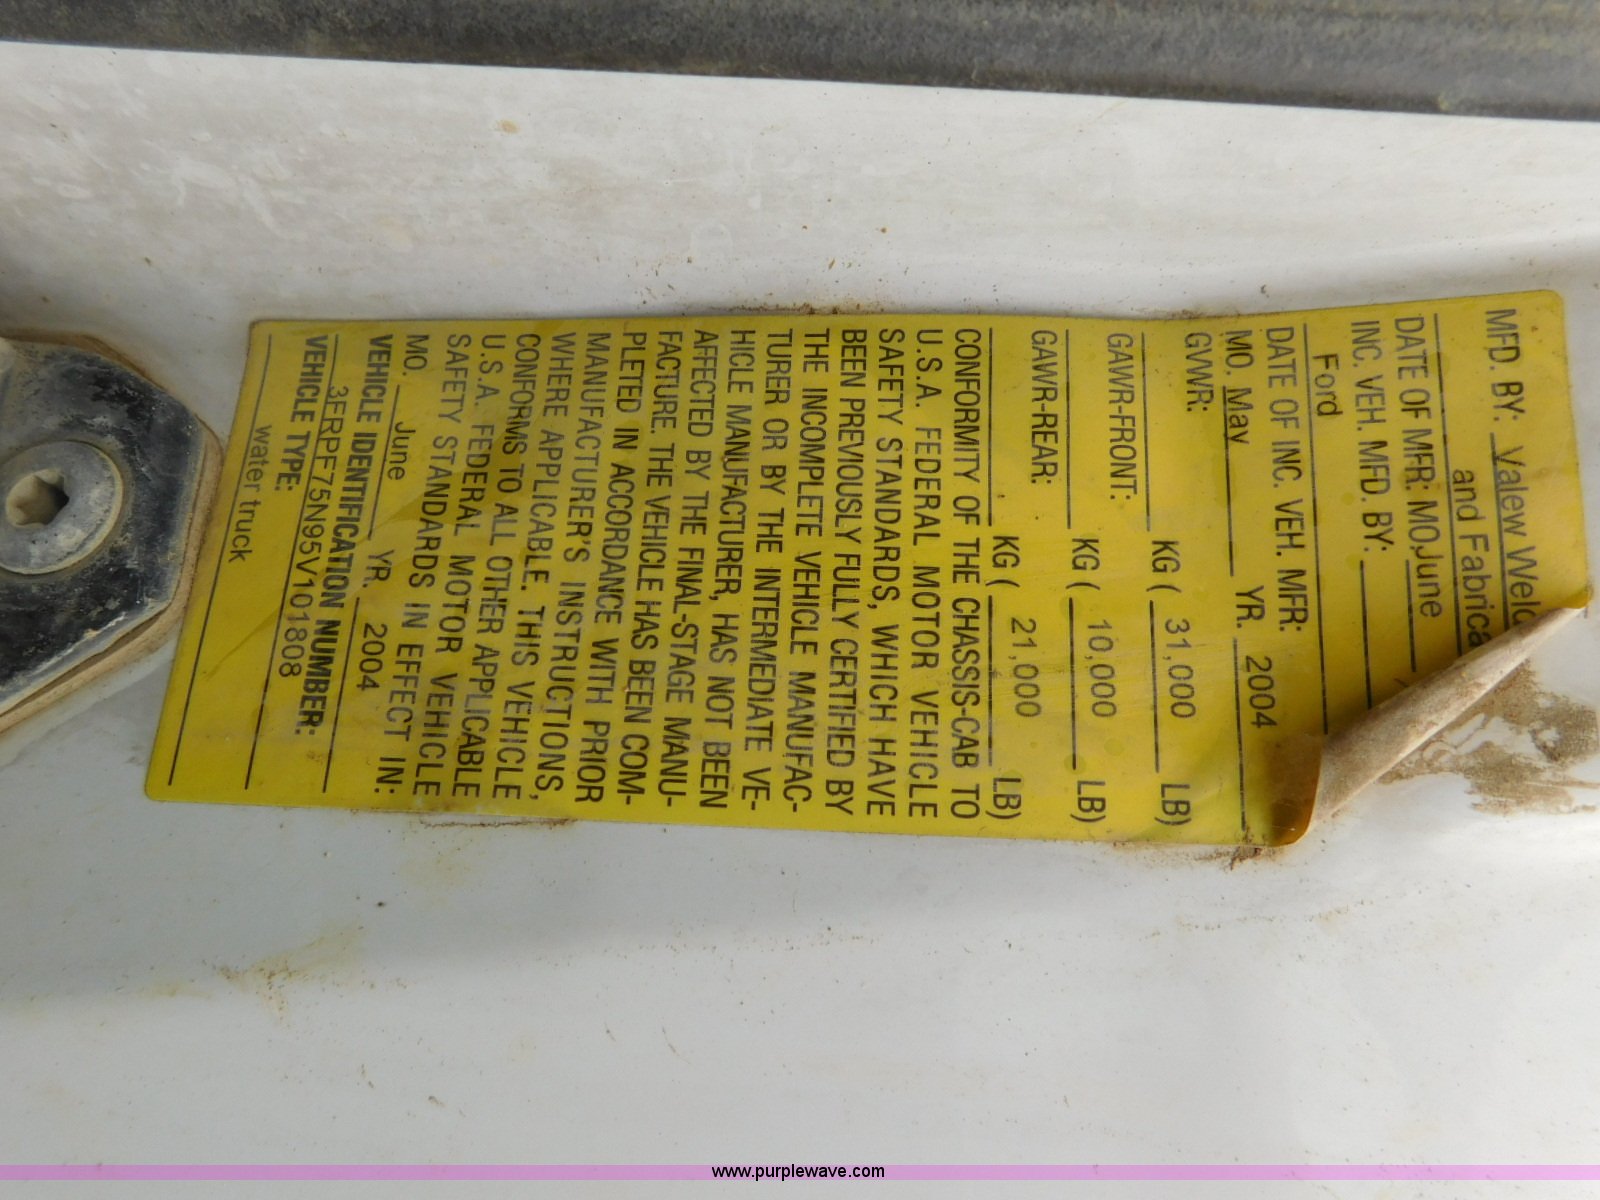 MFD. BY: Valew
and
DATE OF MFR: MO. June
INC. VEH. MFD. BY:
Ford
DATE OF INC. VEH. MFR:
MO. May YR. 2004
GVWR:
KG ( 31,000 LB)
GAWR-FRONT:
KG ( 10,000 LB)
GAWR-REAR:
KG ( 21,000 LB)
CONFORMITY OF THE CHASSIS-CAB TO
U.S.A. FEDERAL MOTOR VEHICLE
SAFETY STANDARDS, WHICH HAVE
BEEN PREVIOUSLY FULLY CERTIFIED BY
THE INCOMPLETE VEHICLE MANUFAC-
TURER OR BY THE INTERMEDIATE VE-
HICLE MANUFACTURER, HAS NOT BEEN
AFFECTED BY THE FINAL-STAGE MANU-
FACTURE. THE VEHICLE HAS BEEN COM-
PLETED IN ACCORDANCE WITH PRIOR
MANUFACTURER'S INSTRUCTIONS,
WHERE APPLICABLE. THIS VEHICLE
CONFORMS TO ALL OTHER APPLICABLE
U.S.A. FEDERAL MOTOR VEHICLE
SAFETY STANDARDS IN EFFECT IN:
MO. June YR. 2004
VEHICLE IDENTIFICATION NUMBER:
3FRPF75N95V101808
VEHICLE TYPE:
water truck
www.purplewave.com